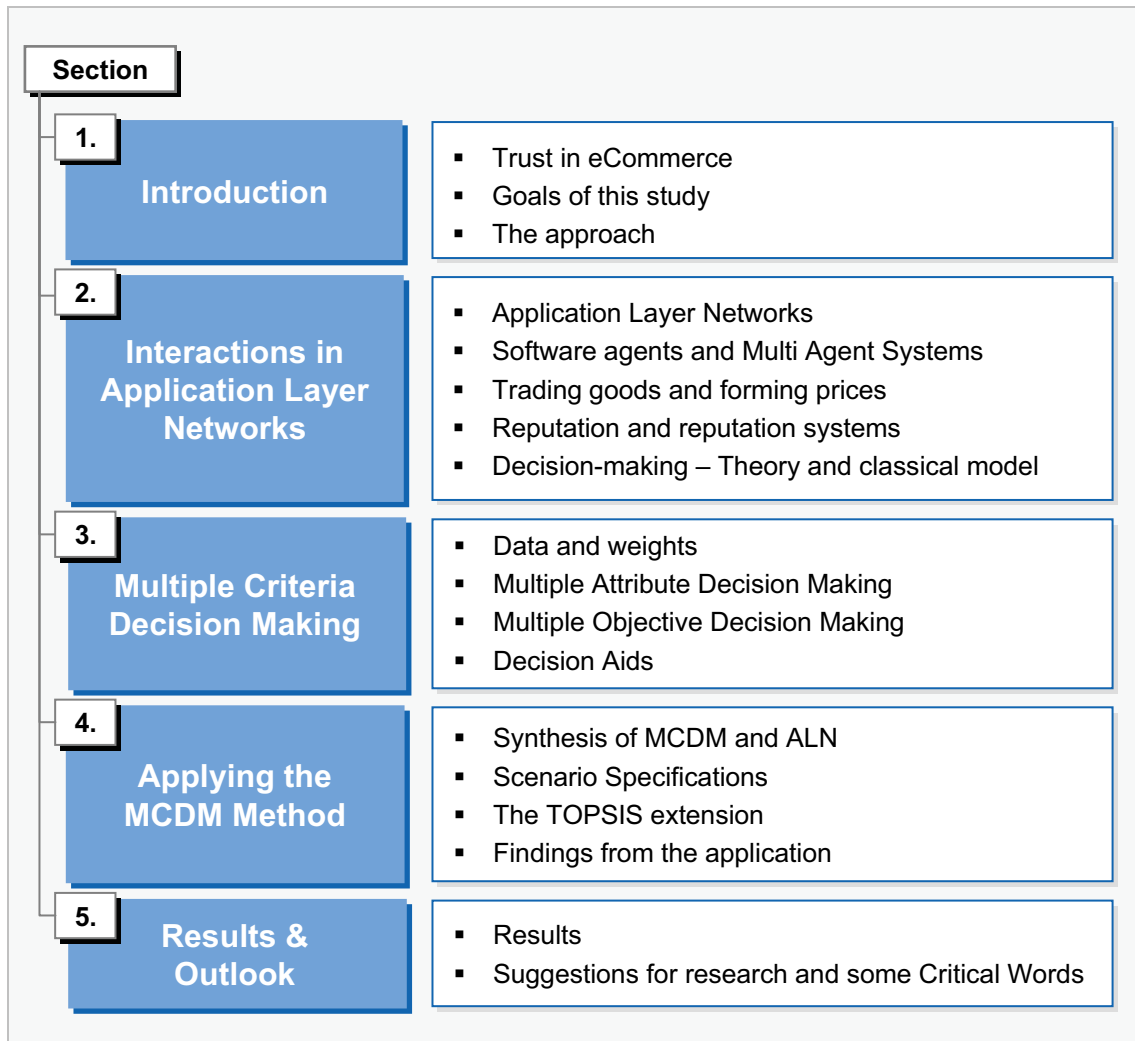 Section
1.
Introduction
▪ Trust in eCommerce
▪ Goals of this study
▪ The approach
2.
Interactions in
Application Layer
Networks
▪ Application Layer Networks
▪ Software agents and Multi Agent Systems
▪ Trading goods and forming prices
▪ Reputation and reputation systems
▪ Decision-making – Theory and classical model
3.
Multiple Criteria
Decision Making
▪ Data and weights
▪ Multiple Attribute Decision Making
▪ Multiple Objective Decision Making
▪ Decision Aids
4.
Applying the
MCDM Method
▪ Synthesis of MCDM and ALN
▪ Scenario Specifications
▪ The TOPSIS extension
▪ Findings from the application
5.
Results &
Outlook
▪ Results
▪ Suggestions for research and some Critical Words